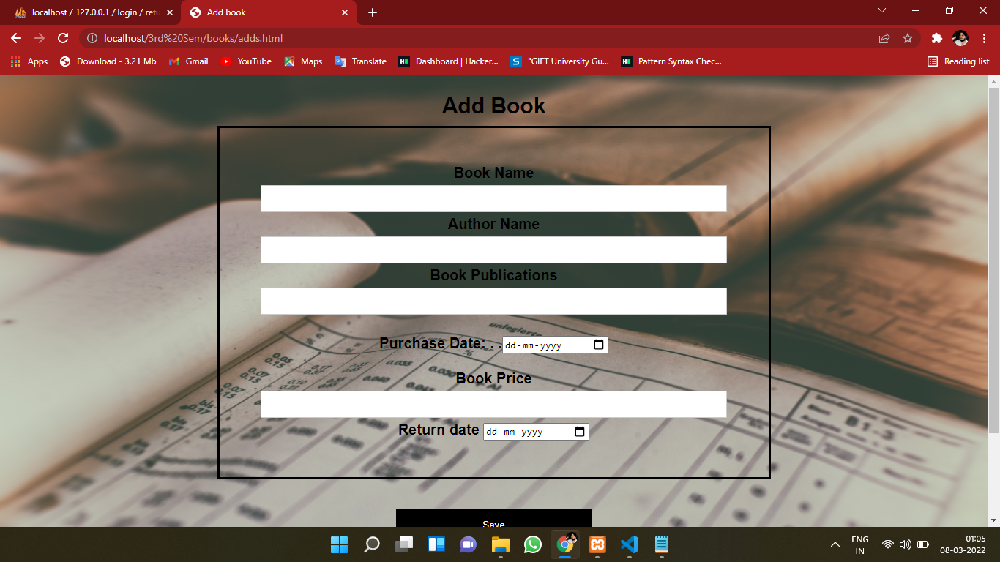 localhost / 127.0.0.1 / login / retu
Add book
localhost/3rd%20Sem/books/adds.html
Apps
Download - 3.21 Mb
Gmail
YouTube
Maps
Translate
Dashboard | Hacker...
"GIET University Gu...
Pattern Syntax Chec...
Reading list
Add Book
Book Name
Author Name
Book Publications
unlegierte
Purchase Date: . . dd-mm-yyyy
Book Price
Return date dd-mm-yyyy
B1-3
Save
ENG
IN
01:05
08-03-2022